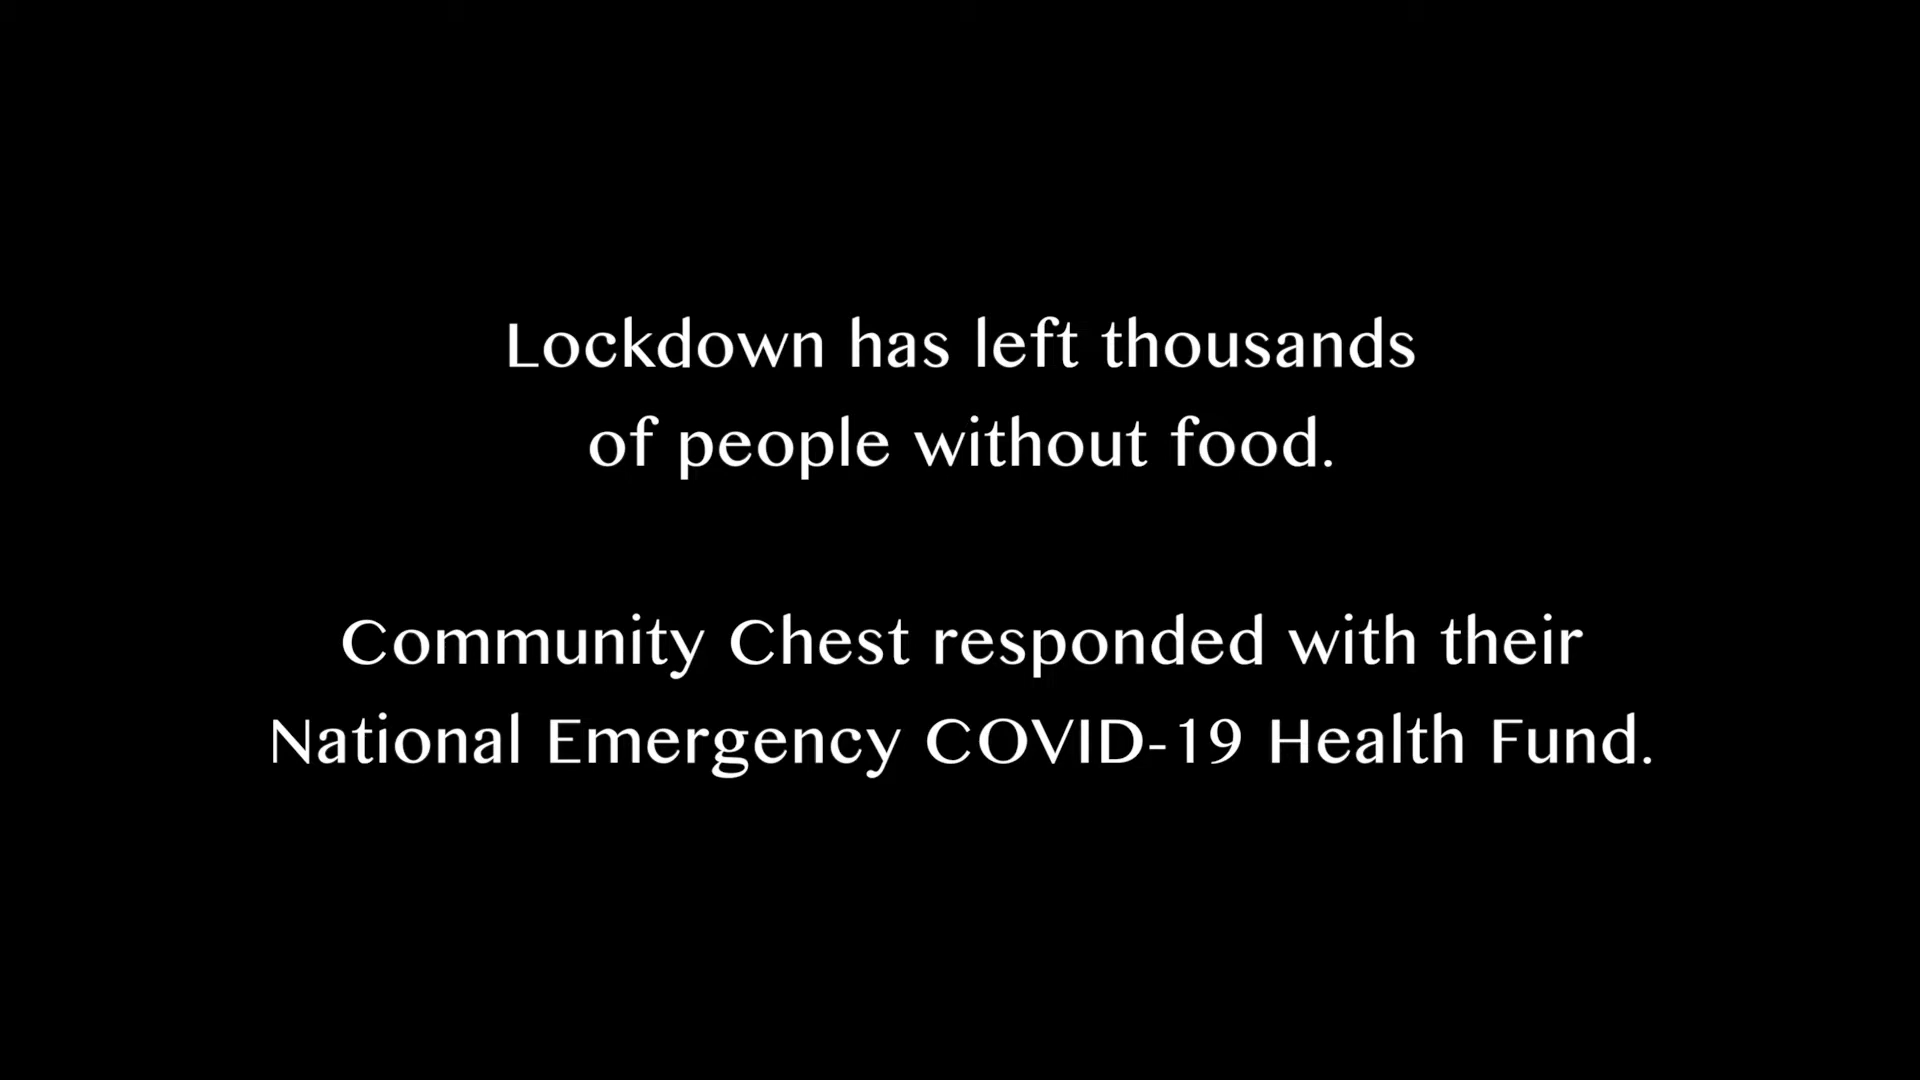 Lockdown has left thousands
of people without food.
Community Chest responded with their
National Emergency COVID-19 Health Fund.